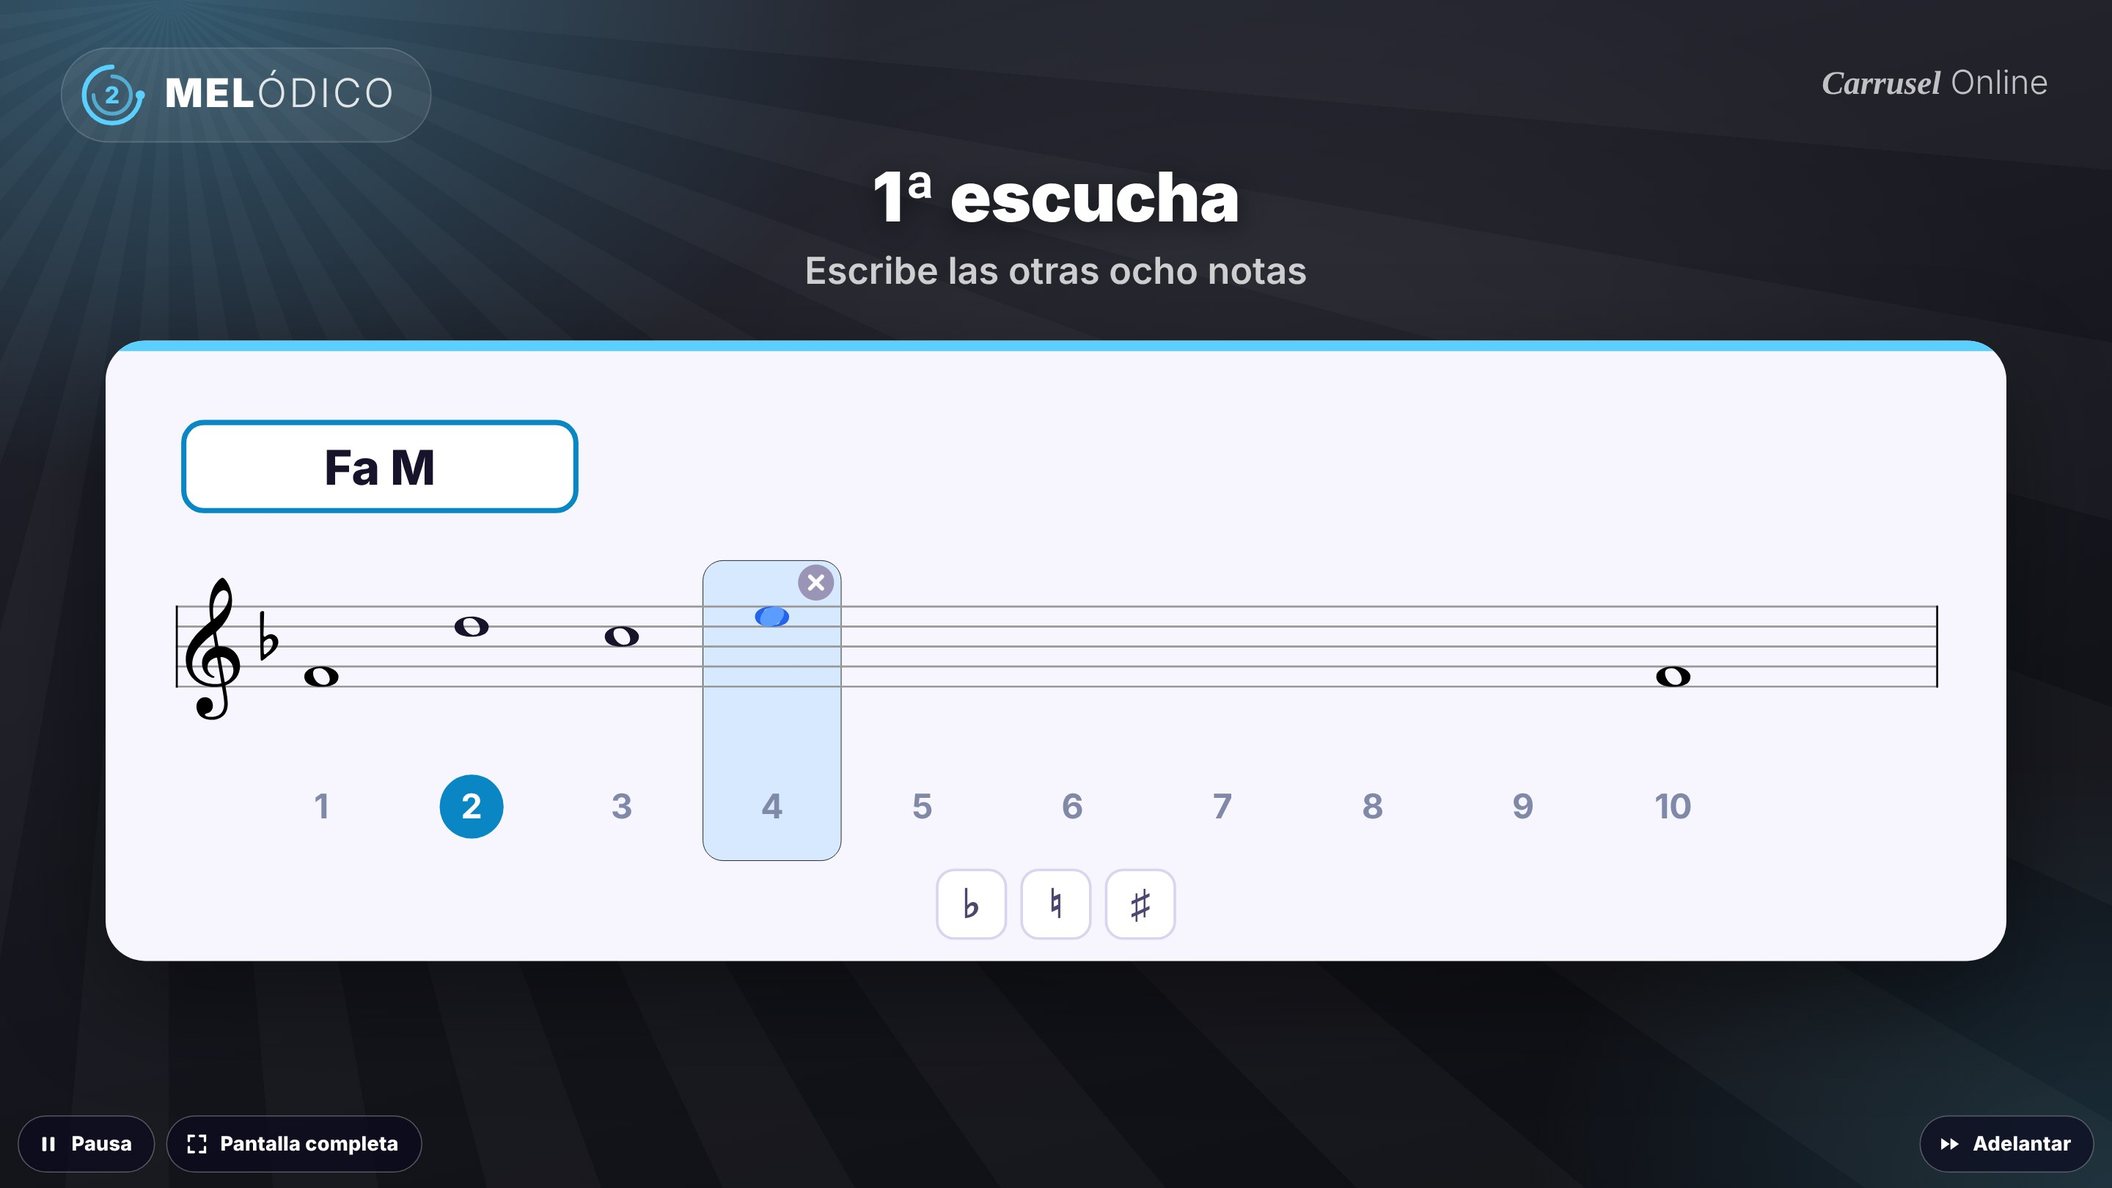 2 MELÓDICO
Carrusel Online
1ª escucha
Escribe las otras ocho notas
Fa M
1 2 3 4 5 6 7 8 9 10
♭ ♮ ♯
Pausa
Pantalla completa
Adelantar